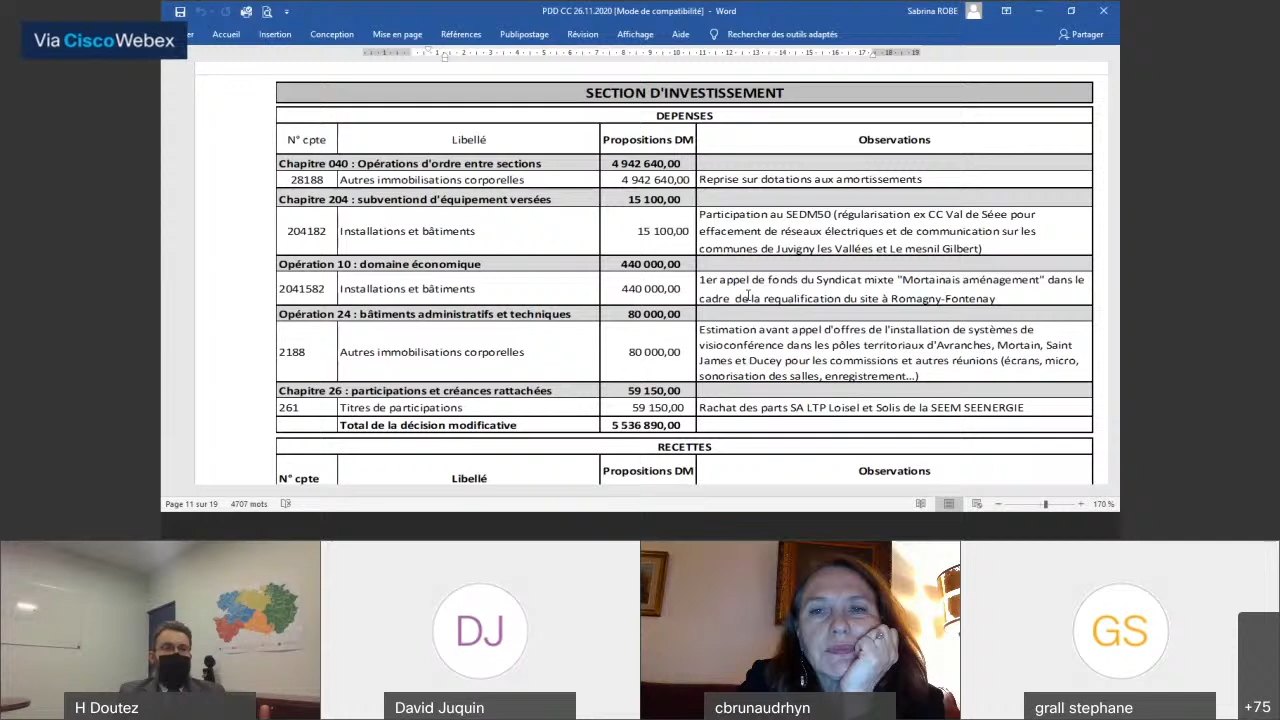 PDD CC 26.11.2020 [Mode de compatibilité] - Word
Sabrina ROBE
Via CiscoWebex
er Accueil Insertion Conception Mise en page Références Publipostage Révision Affichage Aide Rechercher des outils adaptés Partager
SECTION D'INVESTISSEMENT
DEPENSES
N° cpte Libellé Propositions DM Observations
Chapitre 040 : Opérations d'ordre entre sections 4 942 640,00
28188 Autres immobilisations corporelles 4 942 640,00 Reprise sur dotations aux amortissements
Chapitre 204 : subventiond d'équipement versées 15 100,00
204182 Installations et bâtiments 15 100,00 Participation au SEDM50 (régularisation ex CC Val de Séee pour
effacement de réseaux électriques et de communication sur les
communes de Juvigny les Vallées et Le mesnil Gilbert)
Opération 10 : domaine économique 440 000,00
2041582 Installations et bâtiments 440 000,00 1er appel de fonds du Syndicat mixte "Mortainais aménagement" dans le
cadre de la requalification du site à Romagny-Fontenay
Opération 24 : bâtiments administratifs et techniques 80 000,00
2188 Autres immobilisations corporelles 80 000,00 Estimation avant appel d'offres de l'installation de systèmes de
visioconférence dans les pôles territoriaux d'Avranches, Mortain, Saint
James et Ducey pour les commissions et autres réunions (écrans, micro,
sonorisation des salles, enregistrement...)
Chapitre 26 : participations et créances rattachées 59 150,00
261 Titres de participations 59 150,00 Rachat des parts SA LTP Loisel et Solis de la SEEM SEENERGIE
Total de la décision modificative 5 536 890,00
RECETTES
N° cpte Libellé Propositions DM Observations
Page 11 sur 19 4707 mots 170 %
DJ
GS
H Doutez
David Juquin
cbrunaudrhyn
grall stephane
+75